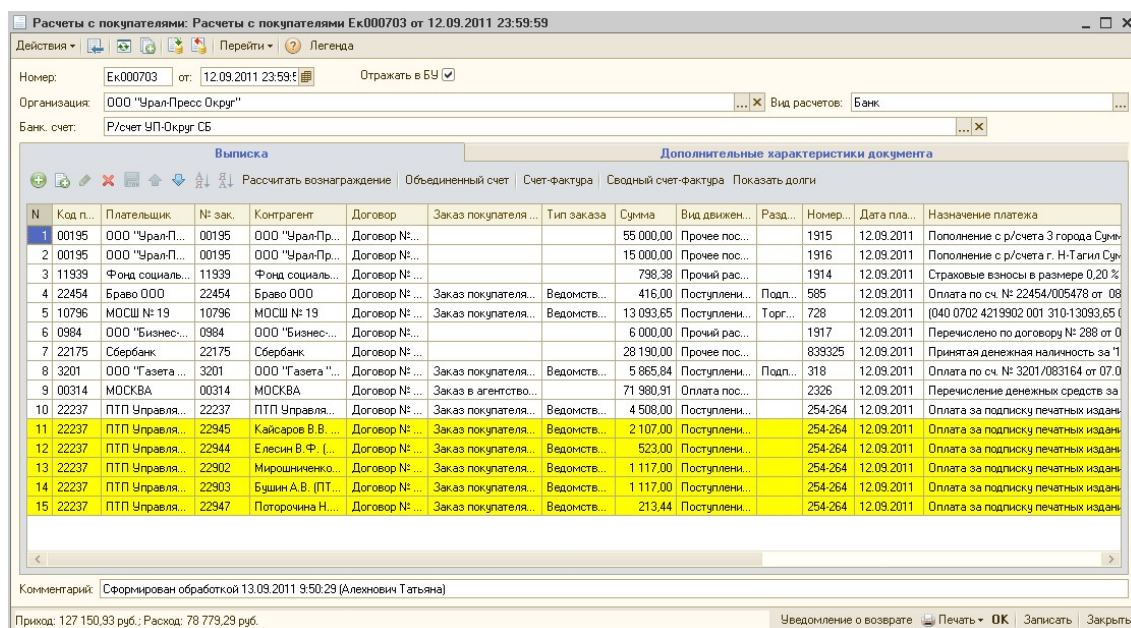 Расчеты с покупателями: Расчеты с покупателями Ек000703 от 12.09.2011 23:59:59
Действия Перейти Легенда
Номер: Ек000703 от: 12.09.2011 23:59:5 Отражать в БУ
Организация: ООО "Урал-Пресс Округ" ... Вид расчетов: Банк ...
Банк. счет: Р/счет УП-Округ СБ ...
Выписка Дополнительные характеристики документа
Рассчитать вознаграждение Объединенный счет Счет-фактура Сводный счет-фактура Показать долги
N Код п... Плательщик № зак. Контрагент Договор Заказ покупателя ... Тип заказа Сумма Вид движен... Разд... Номер... Дата пла... Назначение платежа
1 00195 ООО "Урал-П... 00195 ООО "Урал-Пр... Договор №... 55 000,00 Прочее пос... 1915 12.09.2011 Пополнение с р/счета 3 города Сумм
2 00195 ООО "Урал-П... 00195 ООО "Урал-Пр... Договор №... 15 000,00 Прочее пос... 1916 12.09.2011 Пополнение с р/счета г. Н-Тагил Сум
3 11939 Фонд социаль... 11939 Фонд социаль... Договор № ... 798,38 Прочий рас... 1914 12.09.2011 Страховые взносы в размере 0,20 %
4 22454 Браво ООО 22454 Браво ООО Договор № ... Заказ покупателя... Ведомств... 416,00 Поступлени... Подп... 585 12.09.2011 Оплата по сч. № 22454/005478 от 08
5 10796 МОСШ № 19 10796 МОСШ № 19 Договор № ... Заказ покупателя... Ведомств... 13 093,65 Поступлени... Торг... 728 12.09.2011 (040 0702 4219902 001 310-13093,65 (
6 0984 ООО "Бизнес-... 0984 ООО "Бизнес-... Договор № ... 6 000,00 Прочий рас... 1917 12.09.2011 Перечислено по договору № 288 от 0
7 22175 Сбербанк 22175 Сбербанк Договор № ... 28 190,00 Прочее пос... 839325 12.09.2011 Принятая денежная наличность за "1
8 3201 ООО "Газета ... 3201 ООО "Газета "... Договор № ... Заказ покупателя... Ведомств... 5 865,84 Поступлени... Подп... 318 12.09.2011 Оплата по сч. № 3201/083164 от 07.0
9 00314 МОСКВА 00314 МОСКВА Договор № ... Заказ в агентство... 71 980,91 Оплата пос... 2326 12.09.2011 Перечисление денежных средств за
10 22237 ПТП Управля... 22237 ПТП Управля... Договор № ... Заказ покупателя... Ведомств... 4 508,00 Поступлени... 254-264 12.09.2011 Оплата за подписку печатных издани
11 22237 ПТП Управля... 22945 Кайсаров В.В. ... Договор № ... Заказ покупателя... Ведомств... 2 107,00 Поступлени... 254-264 12.09.2011 Оплата за подписку печатных издани
12 22237 ПТП Управля... 22944 Елесин В.Ф. (... Договор № ... Заказ покупателя... Ведомств... 523,00 Поступлени... 254-264 12.09.2011 Оплата за подписку печатных издани
13 22237 ПТП Управля... 22902 Мирошниченко... Договор № ... Заказ покупателя... Ведомств... 1 117,00 Поступлени... 254-264 12.09.2011 Оплата за подписку печатных издани
14 22237 ПТП Управля... 22903 Бушин А.В. (ПТ... Договор № ... Заказ покупателя... Ведомств... 1 117,00 Поступлени... 254-264 12.09.2011 Оплата за подписку печатных издани
15 22237 ПТП Управля... 22947 Поторочина Н.... Договор № ... Заказ покупателя... Ведомств... 213,44 Поступлени... 254-264 12.09.2011 Оплата за подписку печатных издани
Комментарий: Сформирован обработкой 13.09.2011 9:50:29 (Алехнович Татьяна)
Приход: 127 150,93 руб.; Расход: 78 779,29 руб. Уведомление о возврате Печать OK Записать Закрыть